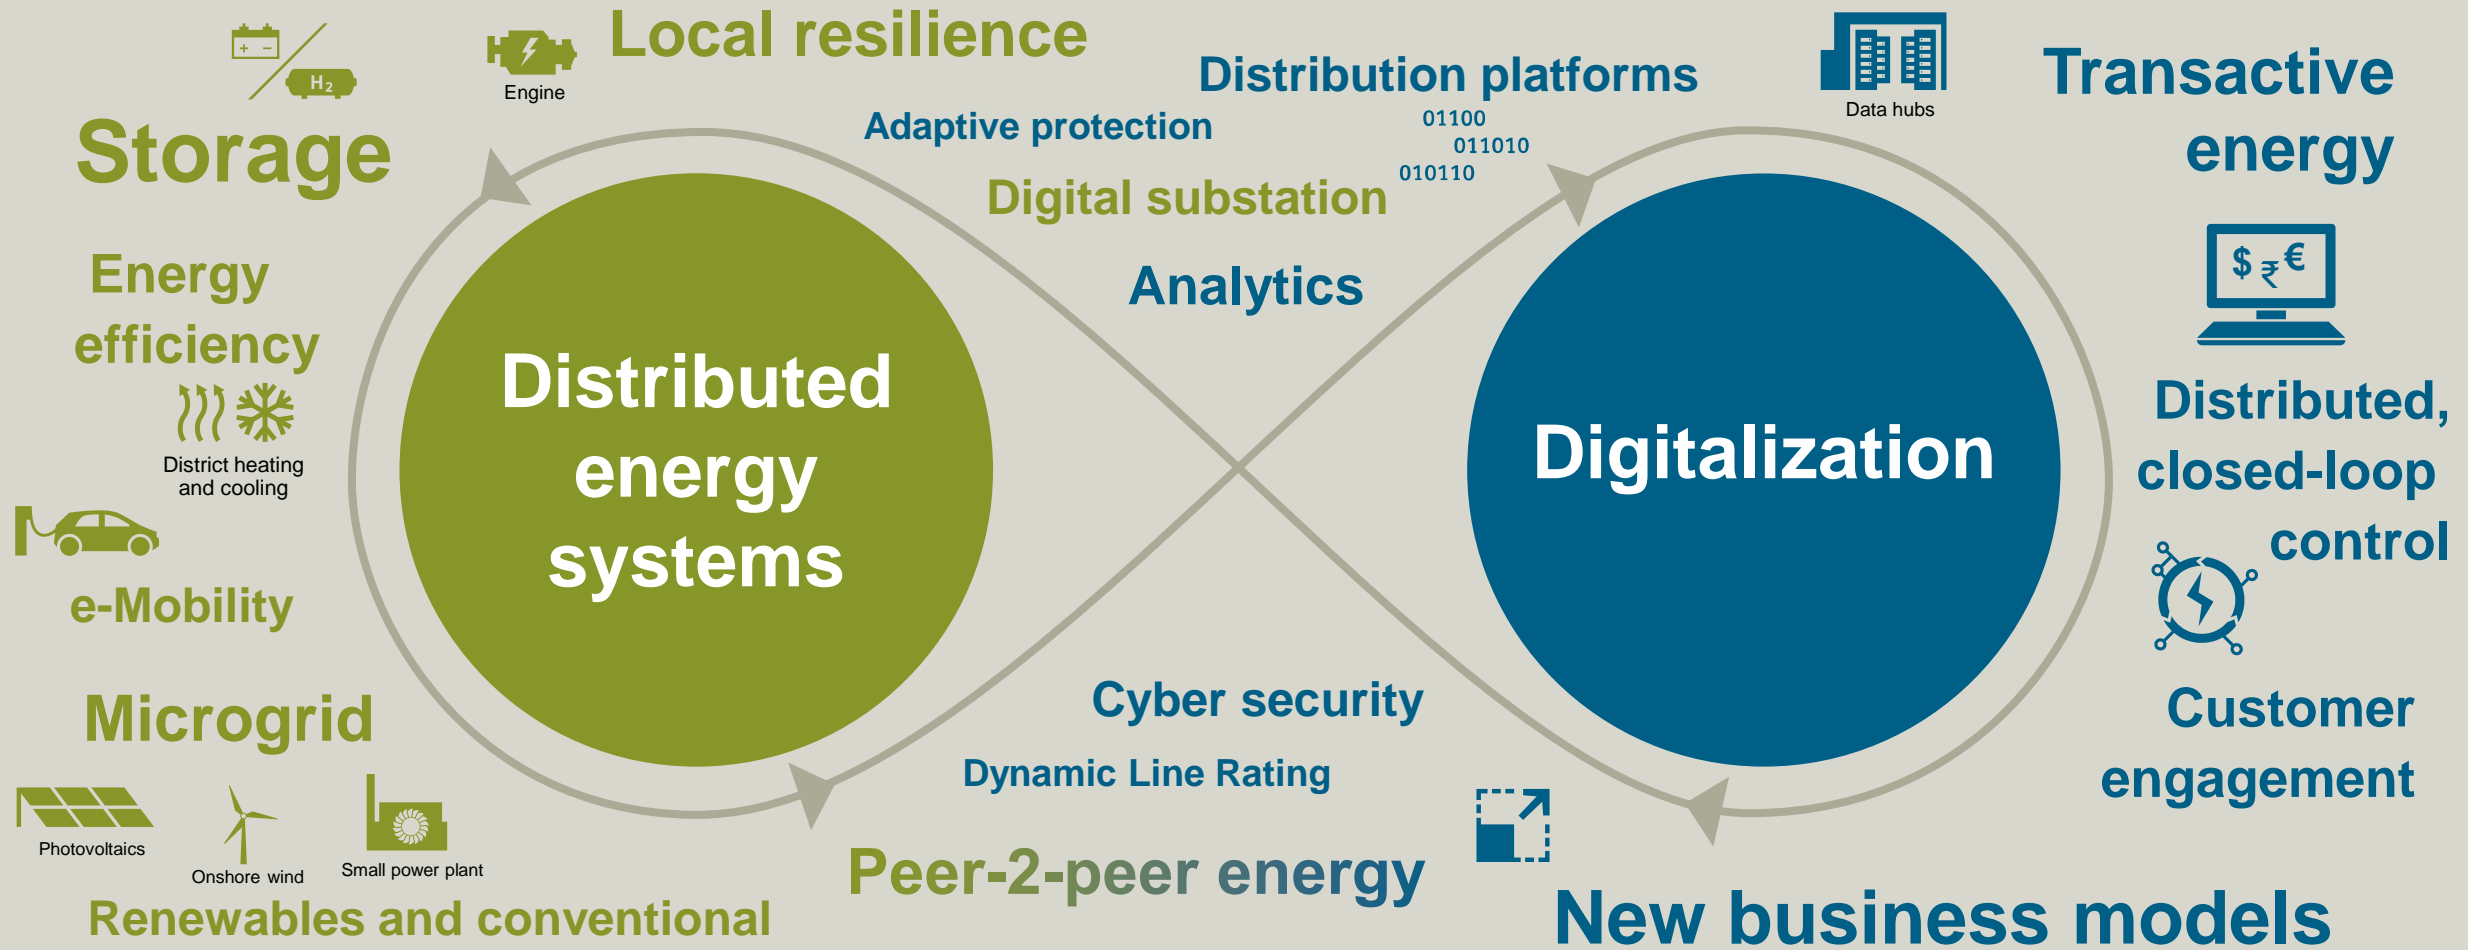 Local resilience
H2
Engine
Storage
Distribution platforms
Adaptive protection
01100
011010
010110
Digital substation
Analytics
Data hubs
Transactive
energy
$ ₹ €
Energy
efficiency
District heating
and cooling
e-Mobility
Microgrid
Photovoltaics
Onshore wind
Small power plant
Renewables and conventional
Distributed
energy
systems
Digitalization
Distributed,
closed-loop
control
Customer
engagement
Cyber security
Dynamic Line Rating
Peer-2-peer energy
New business models